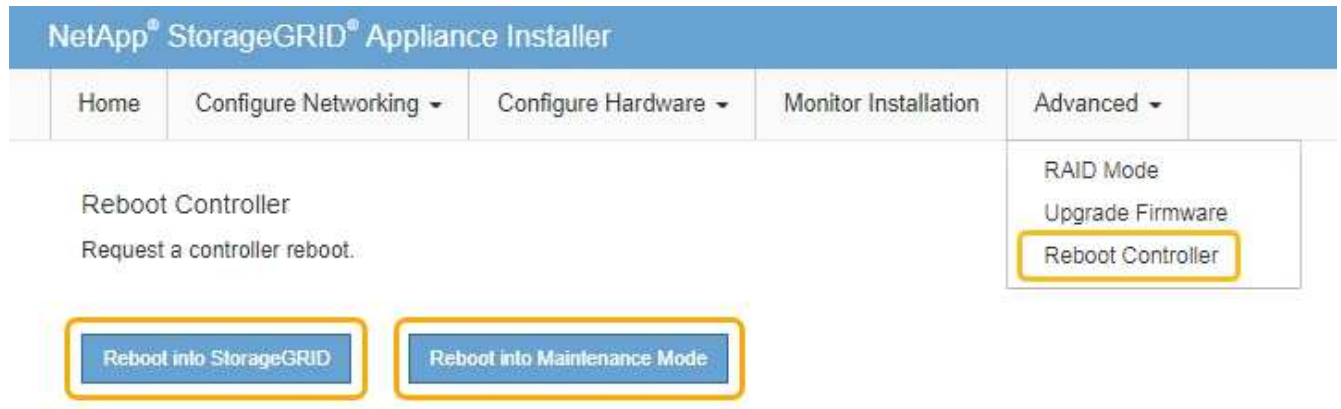 NetApp® StorageGRID® Appliance Installer
Home Configure Networking Configure Hardware Monitor Installation Advanced
RAID Mode
Upgrade Firmware
Reboot Controller
Reboot Controller
Request a controller reboot.
Reboot into StorageGRID Reboot into Maintenance Mode